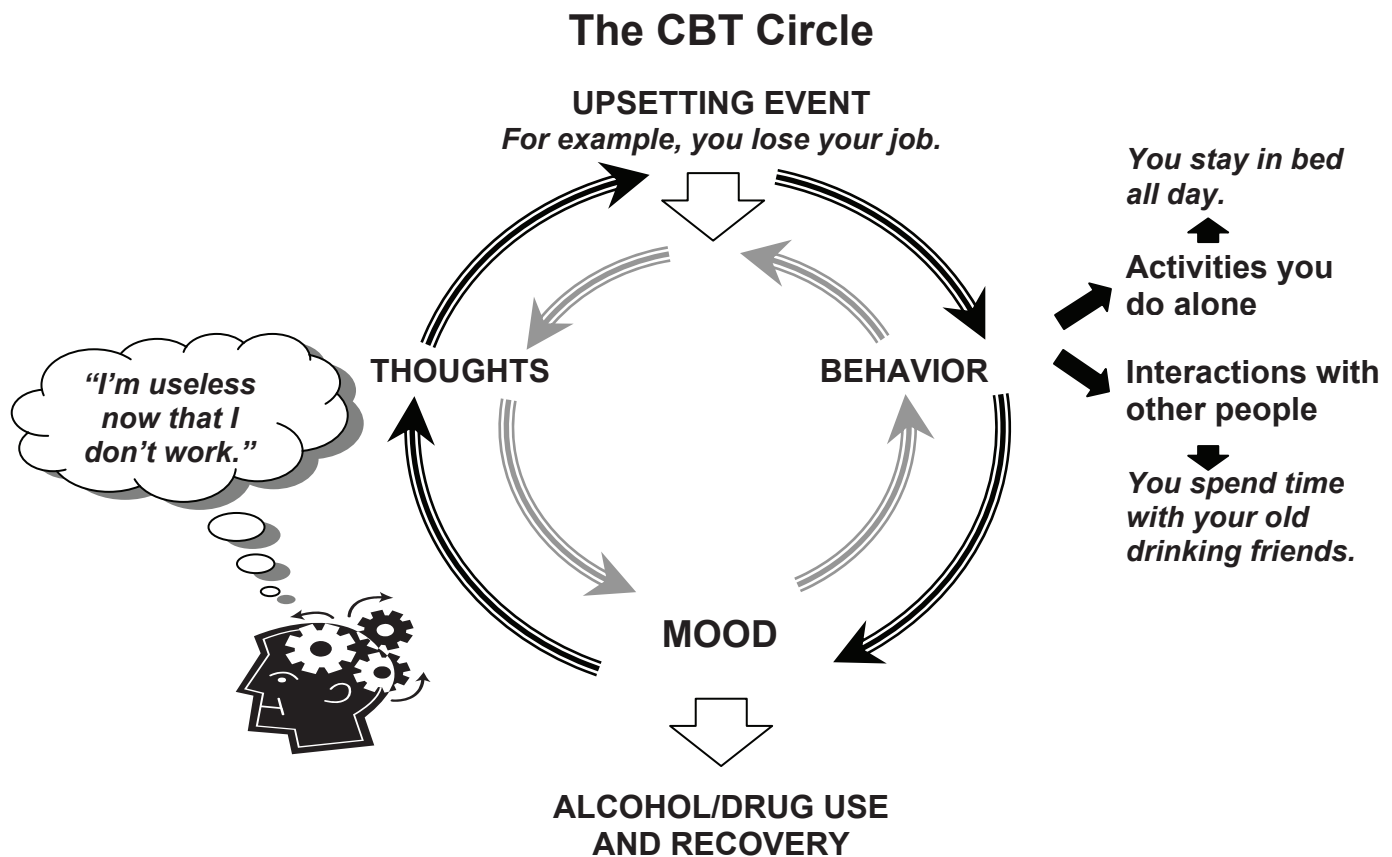 The CBT Circle
UPSETTING EVENT
For example, you lose your job.
You stay in bed
all day.
Activities you
do alone
THOUGHTS
BEHAVIOR
Interactions with
other people
“I’m useless
now that I
don’t work.”
You spend time
with your old
drinking friends.
MOOD
ALCOHOL/DRUG USE
AND RECOVERY